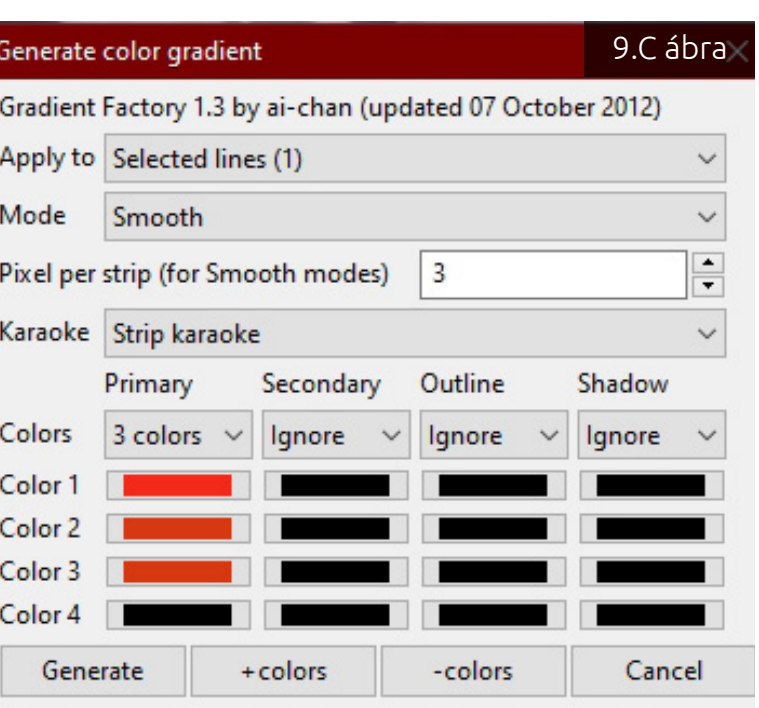 Generate color gradient
9.C ábra
Gradient Factory 1.3 by ai-chan (updated 07 October 2012)
Apply to Selected lines (1)
Mode Smooth
Pixel per strip (for Smooth modes) 3
Karaoke Strip karaoke
Primary Secondary Outline Shadow
Colors 3 colors Ignore Ignore Ignore
Color 1
Color 2
Color 3
Color 4
Generate +colors -colors Cancel